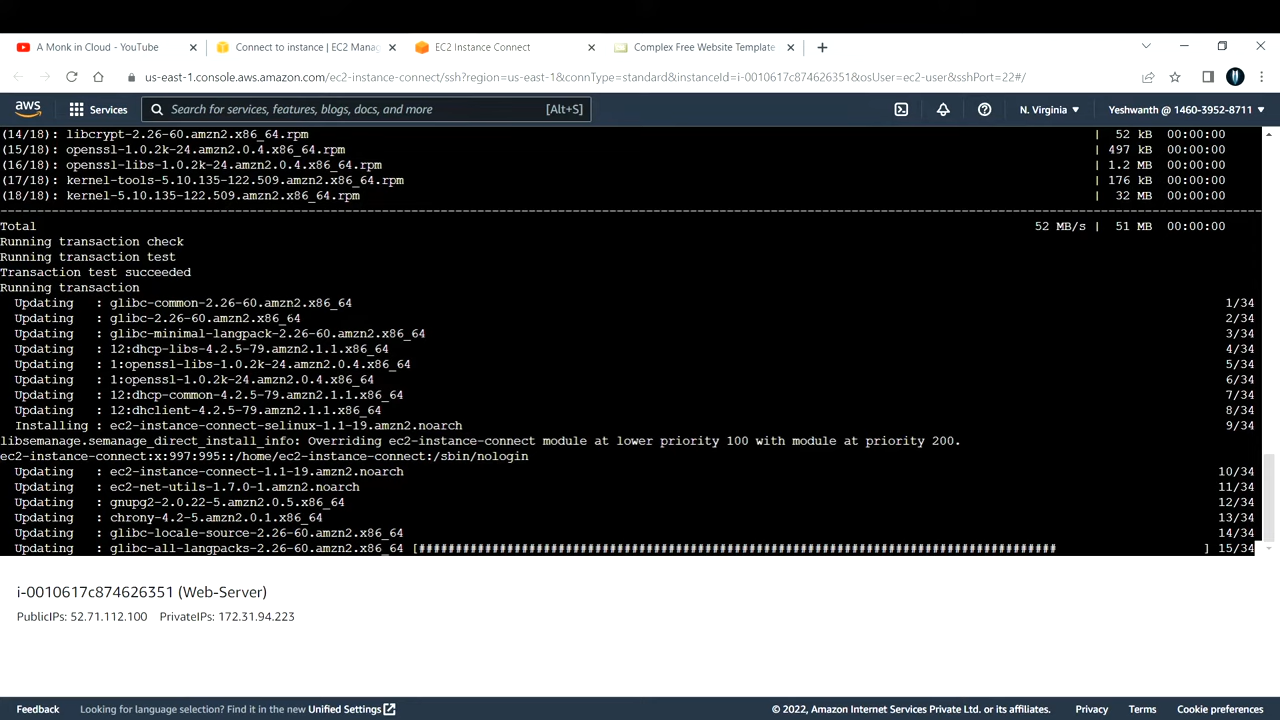 A Monk in Cloud - YouTube
Connect to instance | EC2 Manag
EC2 Instance Connect
Complex Free Website Template
us-east-1.console.aws.amazon.com/ec2-instance-connect/ssh?region=us-east-1&connType=standard&instanceId=i-0010617c874626351&osUser=ec2-user&sshPort=22#/
aws
Services
Search for services, features, blogs, docs, and more [Alt+S]
N. Virginia
Yeshwanth @ 1460-3952-8711
(14/18): libcrypt-2.26-60.amzn2.x86_64.rpm | 52 kB 00:00:00
(15/18): openssl-1.0.2k-24.amzn2.0.4.x86_64.rpm | 497 kB 00:00:00
(16/18): openssl-libs-1.0.2k-24.amzn2.0.4.x86_64.rpm | 1.2 MB 00:00:00
(17/18): kernel-tools-5.10.135-122.509.amzn2.x86_64.rpm | 176 kB 00:00:00
(18/18): kernel-5.10.135-122.509.amzn2.x86_64.rpm | 32 MB 00:00:00
Total 52 MB/s | 51 MB 00:00:00
Running transaction check
Running transaction test
Transaction test succeeded
Running transaction
Updating : glibc-common-2.26-60.amzn2.x86_64 1/34
Updating : glibc-2.26-60.amzn2.x86_64 2/34
Updating : glibc-minimal-langpack-2.26-60.amzn2.x86_64 3/34
Updating : 12:dhcp-libs-4.2.5-79.amzn2.1.1.x86_64 4/34
Updating : 1:openssl-libs-1.0.2k-24.amzn2.0.4.x86_64 5/34
Updating : 1:openssl-1.0.2k-24.amzn2.0.4.x86_64 6/34
Updating : 12:dhcp-common-4.2.5-79.amzn2.1.1.x86_64 7/34
Updating : 12:dhclient-4.2.5-79.amzn2.1.1.x86_64 8/34
Installing : ec2-instance-connect-selinux-1.1-19.amzn2.noarch 9/34
libsemanage.semanage_direct_install_info: Overriding ec2-instance-connect module at lower priority 100 with module at priority 200.
ec2-instance-connect:x:997:995::/home/ec2-instance-connect:/sbin/nologin
Updating : ec2-instance-connect-1.1-19.amzn2.noarch 10/34
Updating : ec2-net-utils-1.7.0-1.amzn2.noarch 11/34
Updating : gnupg2-2.0.22-5.amzn2.0.5.x86_64 12/34
Updating : chrony-4.2-5.amzn2.0.1.x86_64 13/34
Updating : glibc-locale-source-2.26-60.amzn2.x86_64 14/34
Updating : glibc-all-langpacks-2.26-60.amzn2.x86_64 [####################################################################################### ] 15/34
i-0010617c874626351 (Web-Server)
PublicIPs: 52.71.112.100 PrivateIPs: 172.31.94.223
Feedback
Looking for language selection? Find it in the new Unified Settings
© 2022, Amazon Internet Services Private Ltd. or its affiliates.
Privacy
Terms
Cookie preferences